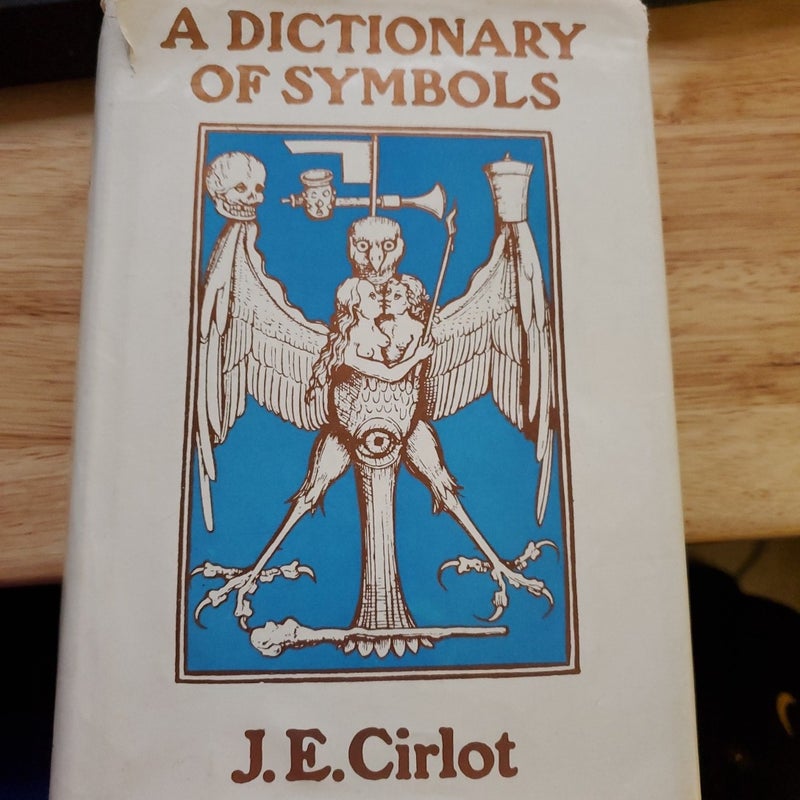 A DICTIONARY
OF SYMBOLS
J.E.Cirlot